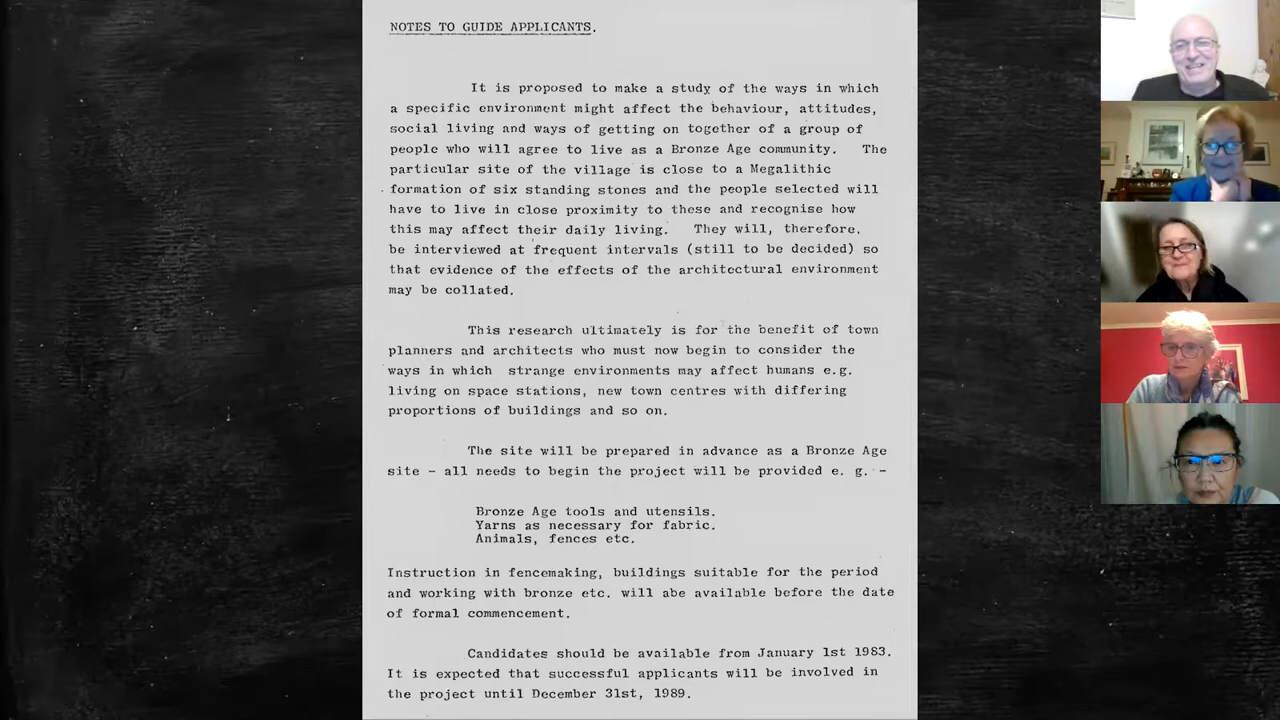 NOTES TO GUIDE APPLICANTS.
It is proposed to make a study of the ways in which
a specific environment might affect the behaviour, attitudes,
social living and ways of getting on together of a group of
people who will agree to live as a Bronze Age community. The
particular site of the village is close to a Megalithic
formation of six standing stones and the people selected will
have to live in close proximity to these and recognise how
this may affect their daily living. They will, therefore.
be interviewed at frequent intervals (still to be decided) so
that evidence of the effects of the architectural environment
may be collated.
This research ultimately is for the benefit of town
planners and architects who must now begin to consider the
ways in which strange environments may affect humans e.g.
living on space stations, new town centres with differing
proportions of buildings and so on.
The site will be prepared in advance as a Bronze Age
site - all needs to begin the project will be provided e. g. -
Bronze Age tools and utensils.
Yarns as necessary for fabric.
Animals, fences etc.
Instruction in fencemaking, buildings suitable for the period
and working with bronze etc. will abe available before the date
of formal commencement.
Candidates should be available from January 1st 1983.
It is expected that successful applicants will be involved in
the project until December 31st, 1989.